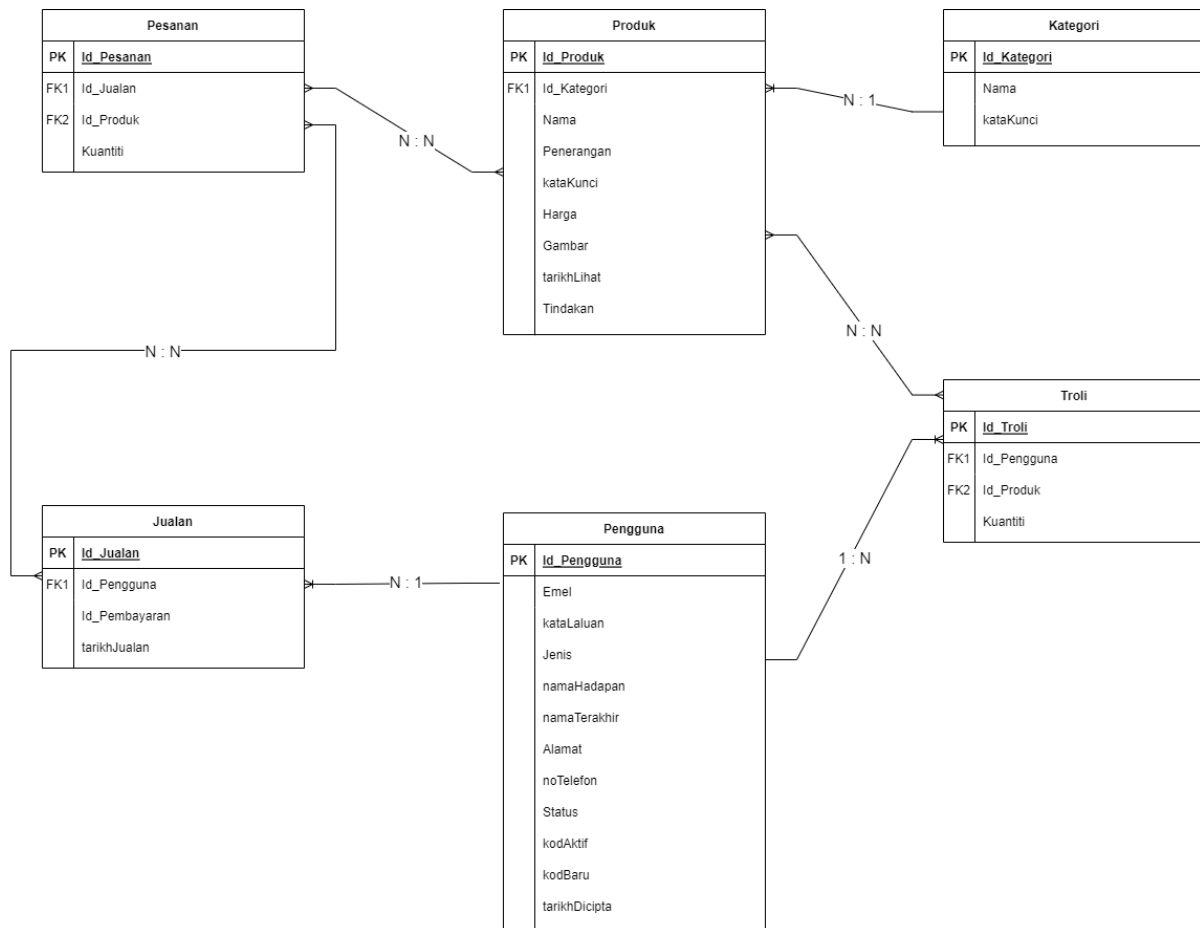 Pesanan
PK Id_Pesanan
FK1 Id_Jualan
FK2 Id_Produk
Kuantiti
Produk
PK Id_Produk
FK1 Id_Kategori
Nama
Penerangan
kataKunci
Harga
Gambar
tarikhLihat
Tindakan
Kategori
PK Id_Kategori
Nama
kataKunci
N : N
N : 1
N : N
N : N
Troli
PK Id_Troli
FK1 Id_Pengguna
FK2 Id_Produk
Kuantiti
Jualan
PK Id_Jualan
FK1 Id_Pengguna
Id_Pembayaran
tarikhJualan
N : 1
Pengguna
PK Id_Pengguna
Emel
kataLaluan
Jenis
namaHadapan
namaTerakhir
Alamat
noTelefon
Status
kodAktif
kodBaru
tarikhDicipta
1 : N